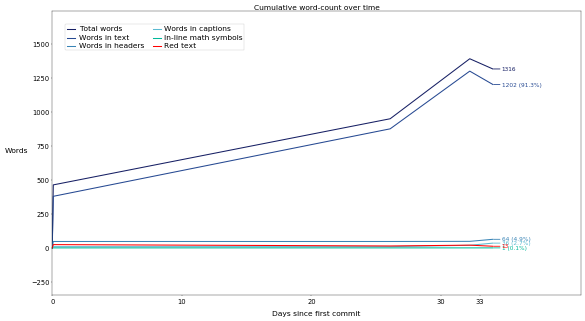 Cumulative word-count over time
Total words
Words in text
Words in headers
Words in captions
In-line math symbols
Red text
1500
1250
1000
750
500
250
0
−250
Words
1316
1202 (91.3%)
64 (4.9%)
(0.1%)
0
10
20
30
33
Days since first commit